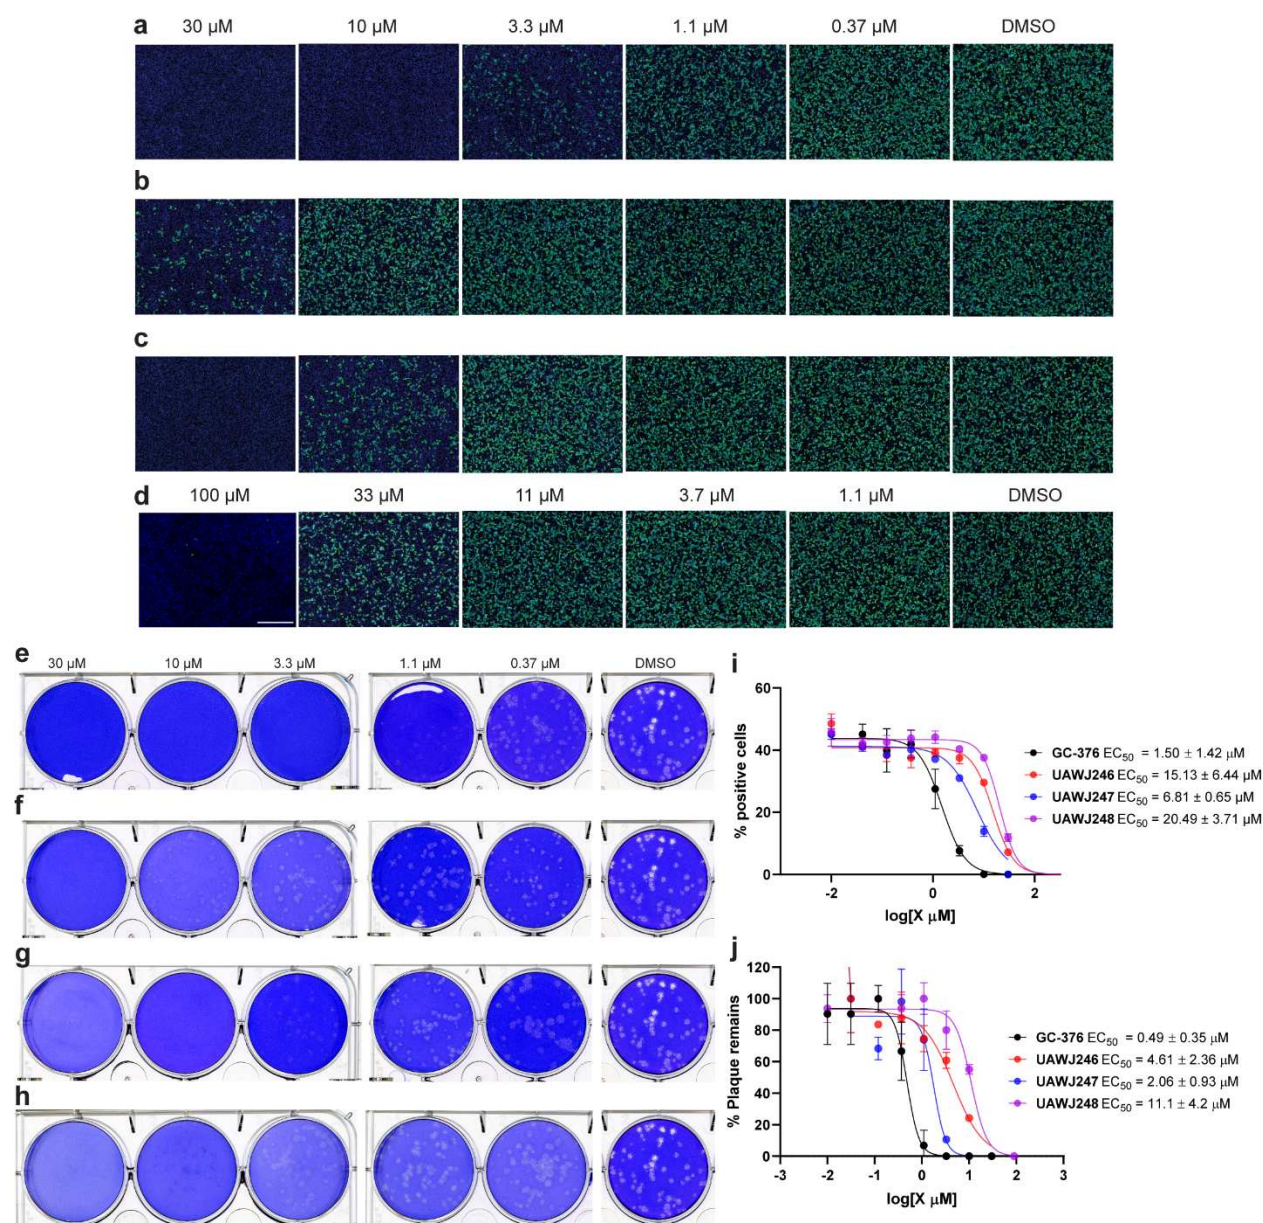 a
30 µM 10 µM 3.3 µM 1.1 µM 0.37 µM DMSO
b
c
d 100 µM 33 µM 11 µM 3.7 µM 1.1 µM DMSO
e
30 µM 10 µM 3.3 µM 1.1 µM 0.37 µM DMSO
f
g
h
i
60
40
20
0
% positive cells
-2 0 2
log[X µM]
GC-376 EC50 = 1.50 ± 1.42 µM
UAWJ246 EC50 = 15.13 ± 6.44 µM
UAWJ247 EC50 = 6.81 ± 0.65 µM
UAWJ248 EC50 = 20.49 ± 3.71 µM
j
120
100
80
60
40
20
0
% Plaque remains
-3 -2 -1 0 1 2 3
log[X µM]
GC-376 EC50 = 0.49 ± 0.35 µM
UAWJ246 EC50 = 4.61 ± 2.36 µM
UAWJ247 EC50 = 2.06 ± 0.93 µM
UAWJ248 EC50 = 11.1 ± 4.2 µM